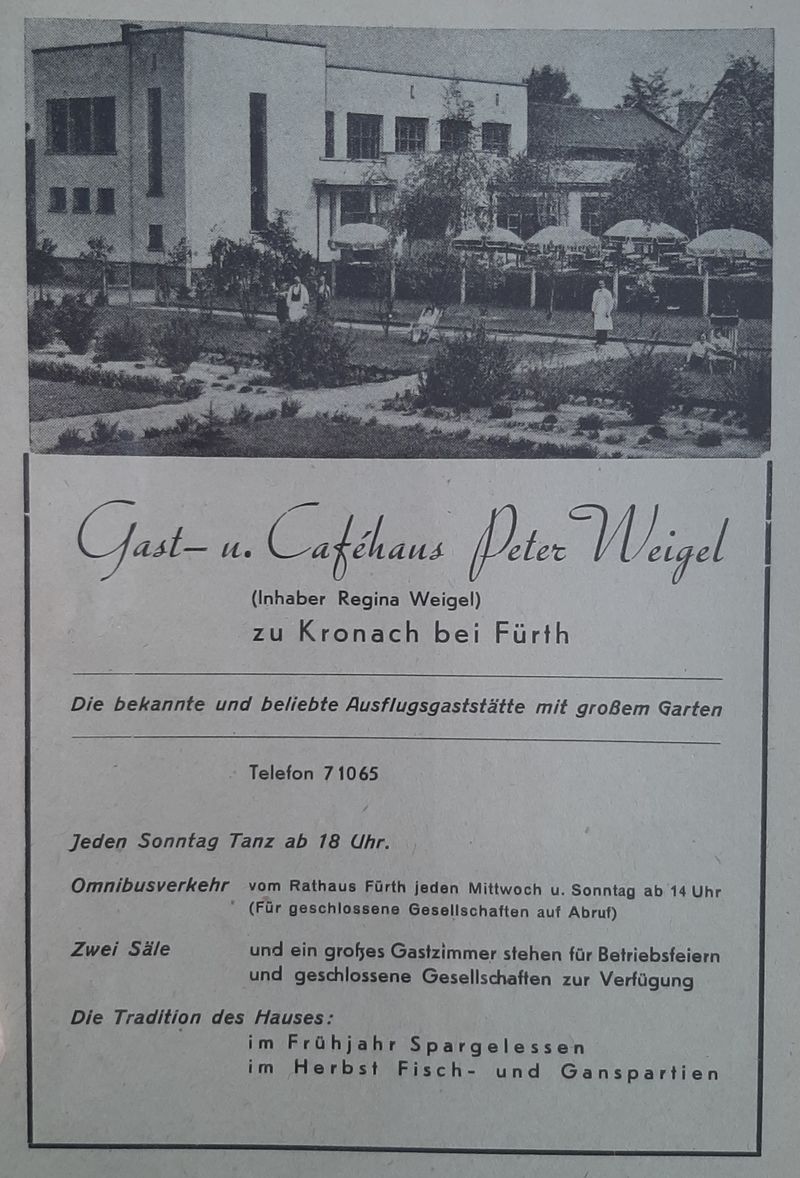 Gast- u. Caféhaus Peter Weigel
(Inhaber Regina Weigel)
zu Kronach bei Fürth
Die bekannte und beliebte Ausflugsgaststätte mit großem Garten
Telefon 71065
Jeden Sonntag Tanz ab 18 Uhr.
Omnibusverkehr vom Rathaus Fürth jeden Mittwoch u. Sonntag ab 14 Uhr
(Für geschlossene Gesellschaften auf Abruf)
Zwei Säle und ein großes Gastzimmer stehen für Betriebsfeiern
und geschlossene Gesellschaften zur Verfügung
Die Tradition des Hauses:
im Frühjahr Spargelessen
im Herbst Fisch- und Ganspartien